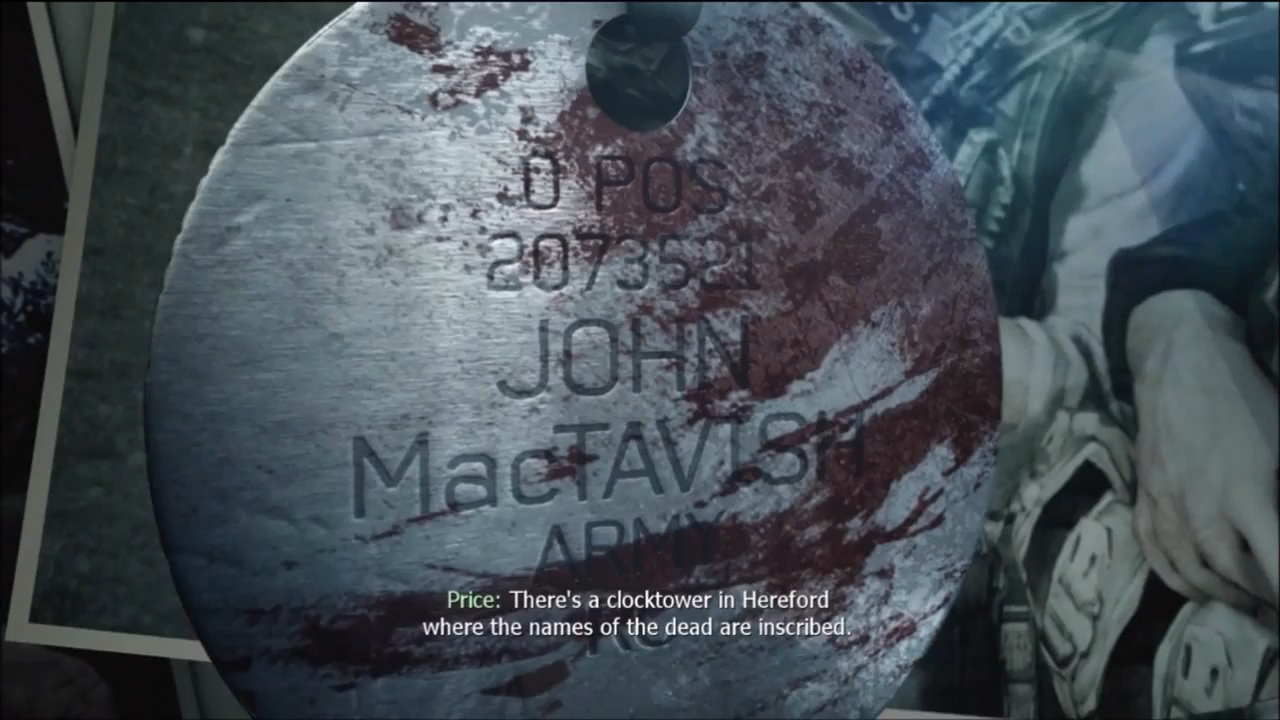 O POS
2073521
JOHN
MacTAVISH
ARMY
Price: There's a clocktower in Hereford
where the names of the dead are inscribed.